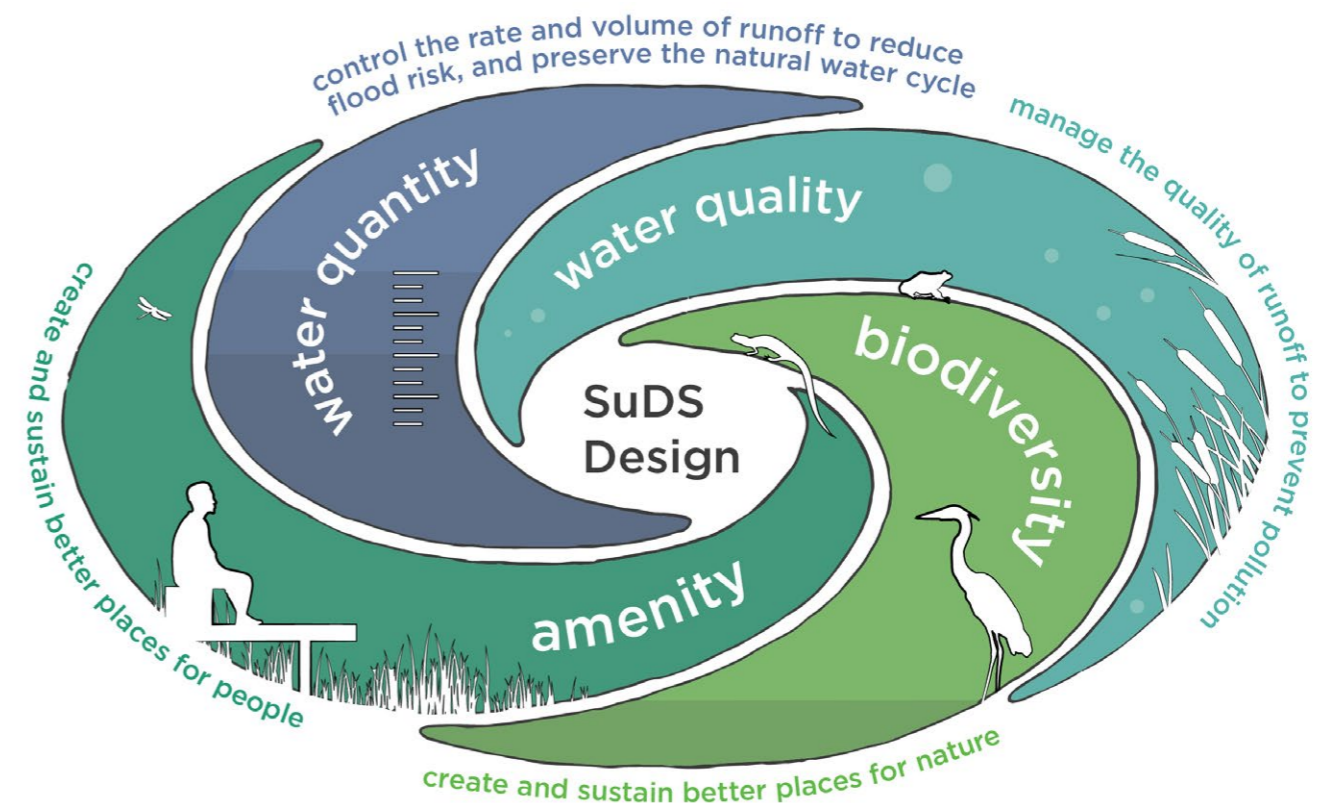 control the rate and volume of runoff to reduce
flood risk, and preserve the natural water cycle
manage the quality of runoff to prevent pollution
water quantity
water quality
create and sustain better places for people
biodiversity
SuDS
Design
amenity
create and sustain better places for nature